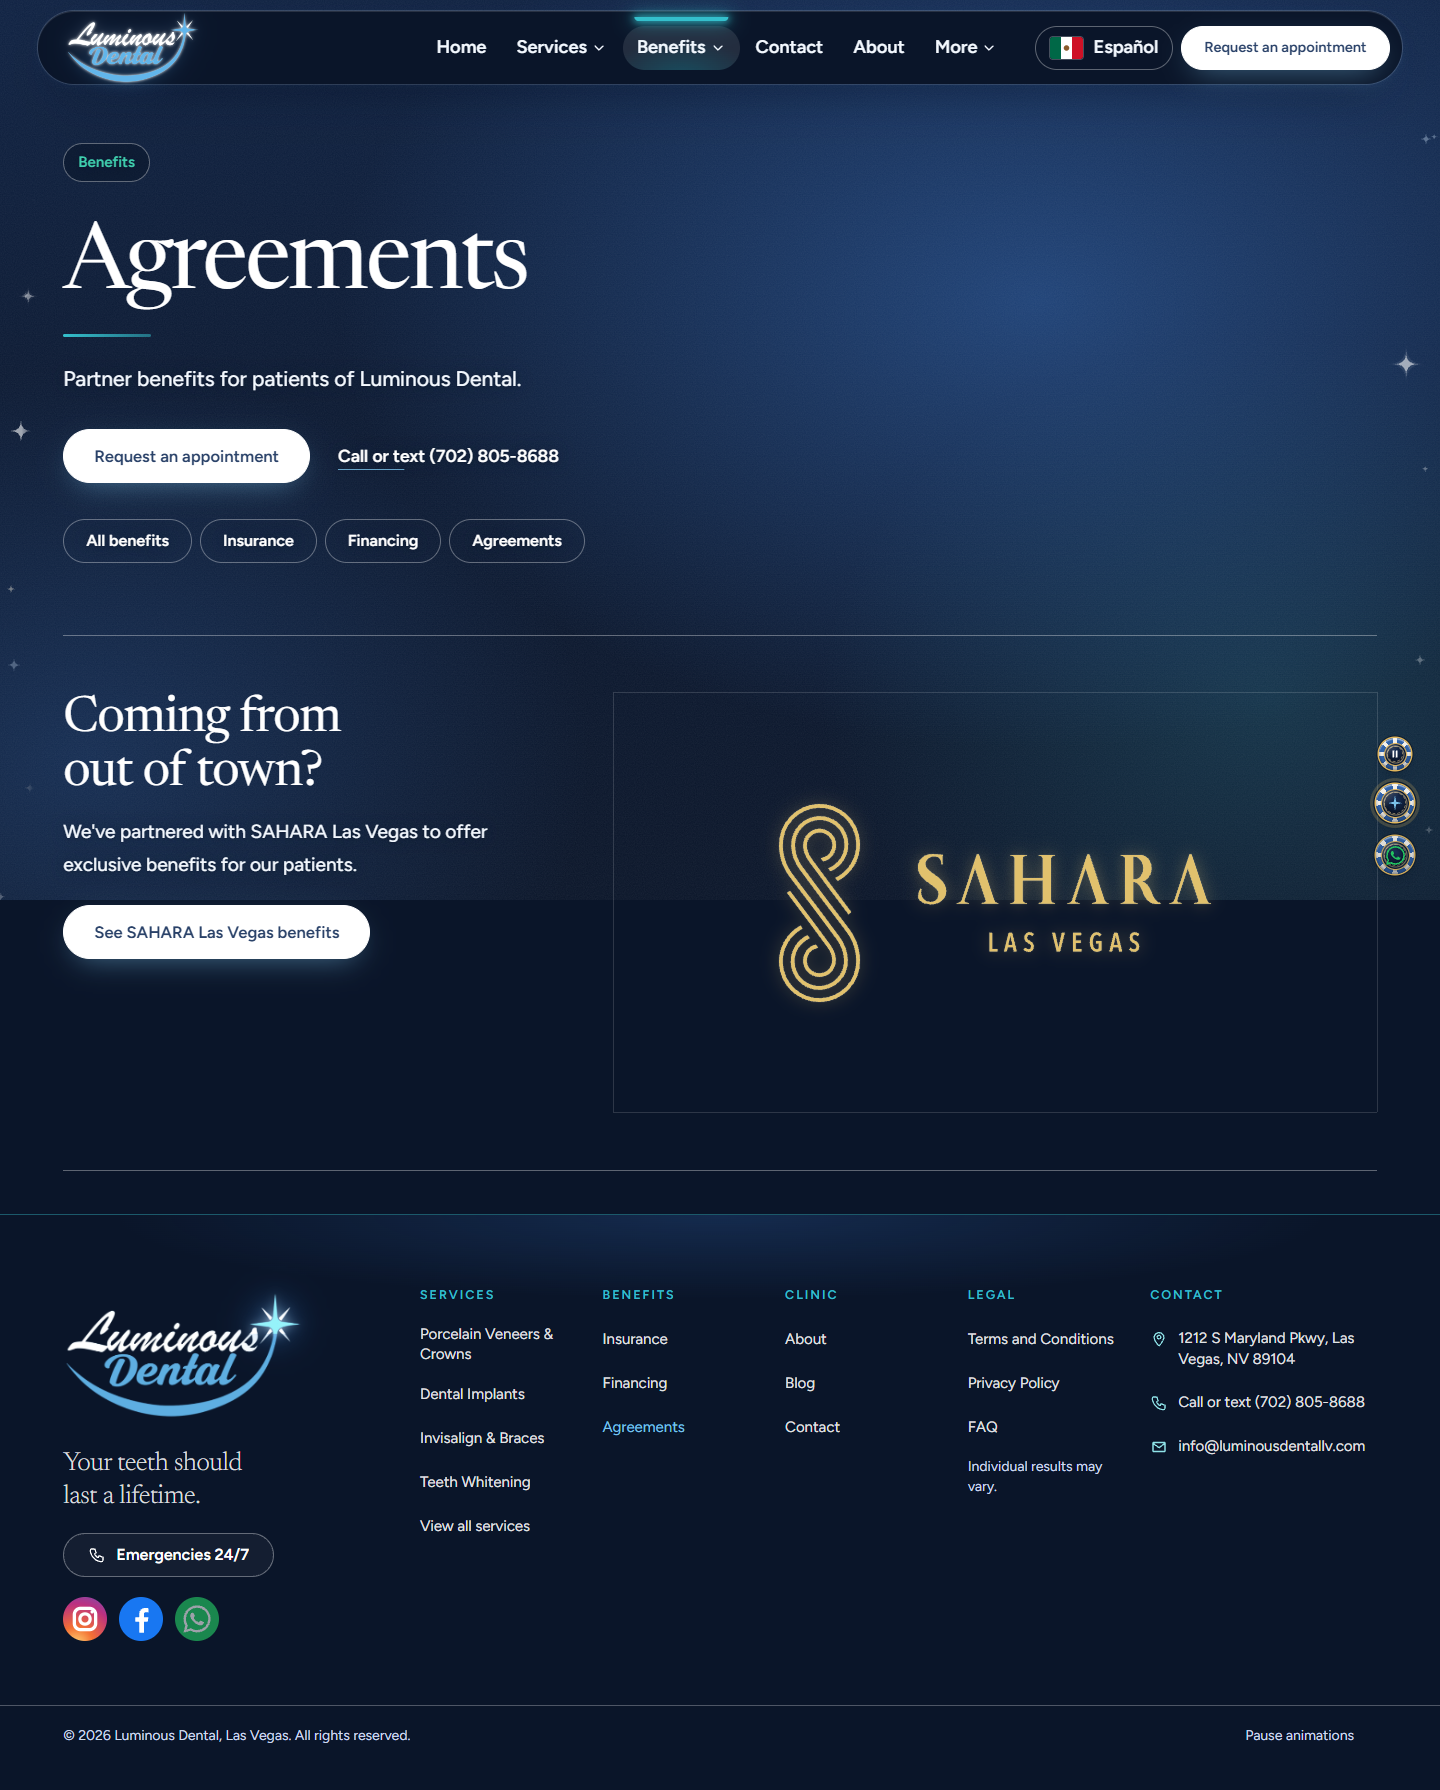 Luminous
Dental
Home
Services
Benefits
Contact
About
More
Español
Request an appointment
Benefits
Agreements
Partner benefits for patients of Luminous Dental.
Request an appointment
Call or text (702) 805-8688
All benefits
Insurance
Financing
Agreements
Coming from
out of town?
We've partnered with SAHARA Las Vegas to offer
exclusive benefits for our patients.
See SAHARA Las Vegas benefits
SAHARA
LAS VEGAS
Luminous
Dental
Your teeth should
last a lifetime.
Emergencies 24/7
SERVICES
Porcelain Veneers &
Crowns
Dental Implants
Invisalign & Braces
Teeth Whitening
View all services
BENEFITS
Insurance
Financing
Agreements
CLINIC
About
Blog
Contact
LEGAL
Terms and Conditions
Privacy Policy
FAQ
Individual results may
vary.
CONTACT
1212 S Maryland Pkwy, Las
Vegas, NV 89104
Call or text (702) 805-8688
info@luminousdentallv.com
© 2026 Luminous Dental, Las Vegas. All rights reserved.
Pause animations